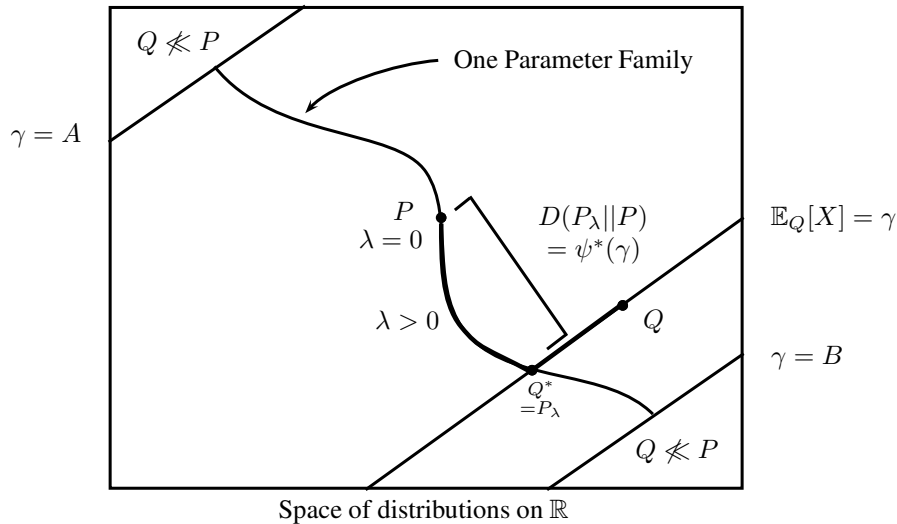 Q ≪̸ P
One Parameter Family
γ = A
P
λ = 0
D(P_λ||P)
= ψ*(γ)
𝔼_Q[X] = γ
λ > 0
Q
γ = B
Q*
=P_λ
Q ≪̸ P
Space of distributions on ℝ